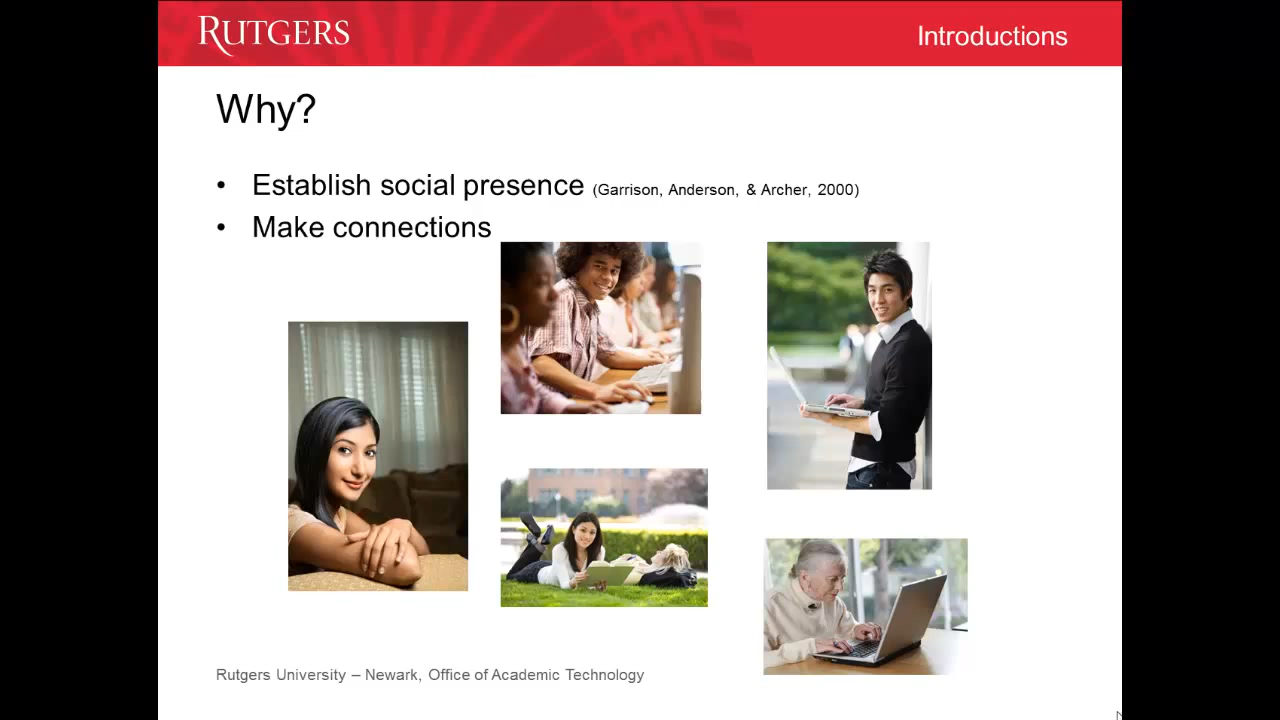 RUTGERS
Introductions
Why?
• Establish social presence (Garrison, Anderson, & Archer, 2000)
• Make connections
Rutgers University – Newark, Office of Academic Technology